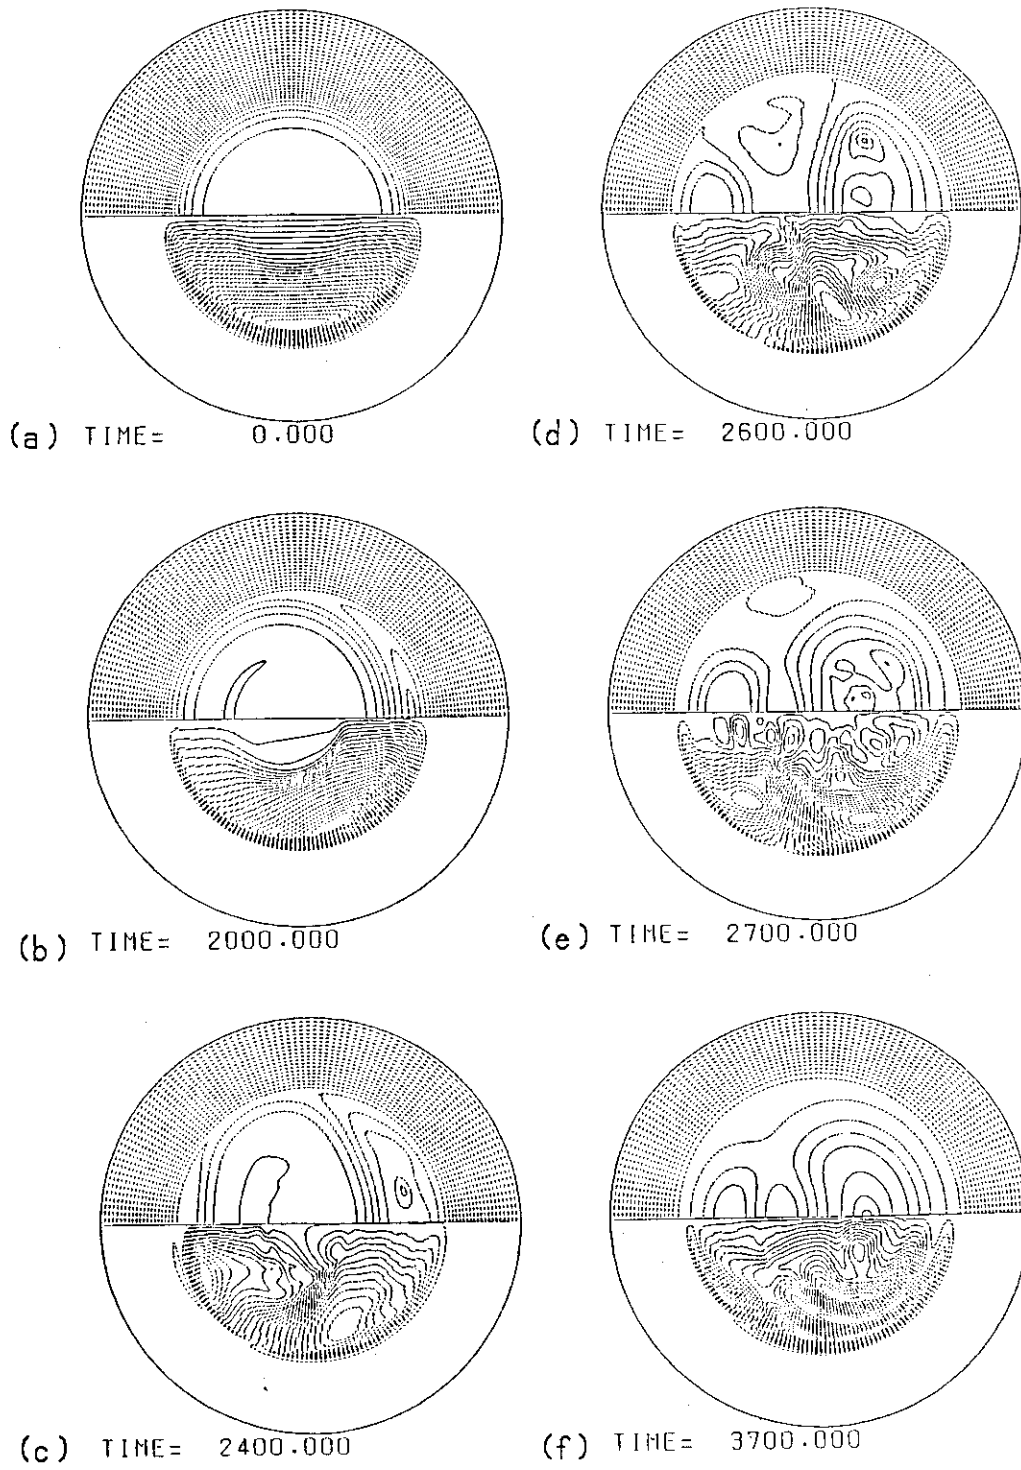 (a) TIME= 0.000
(d) TIME= 2600.000
(b) TIME= 2000.000
(e) TIME= 2700.000
(c) TIME= 2400.000
(f) TIME= 3700.000